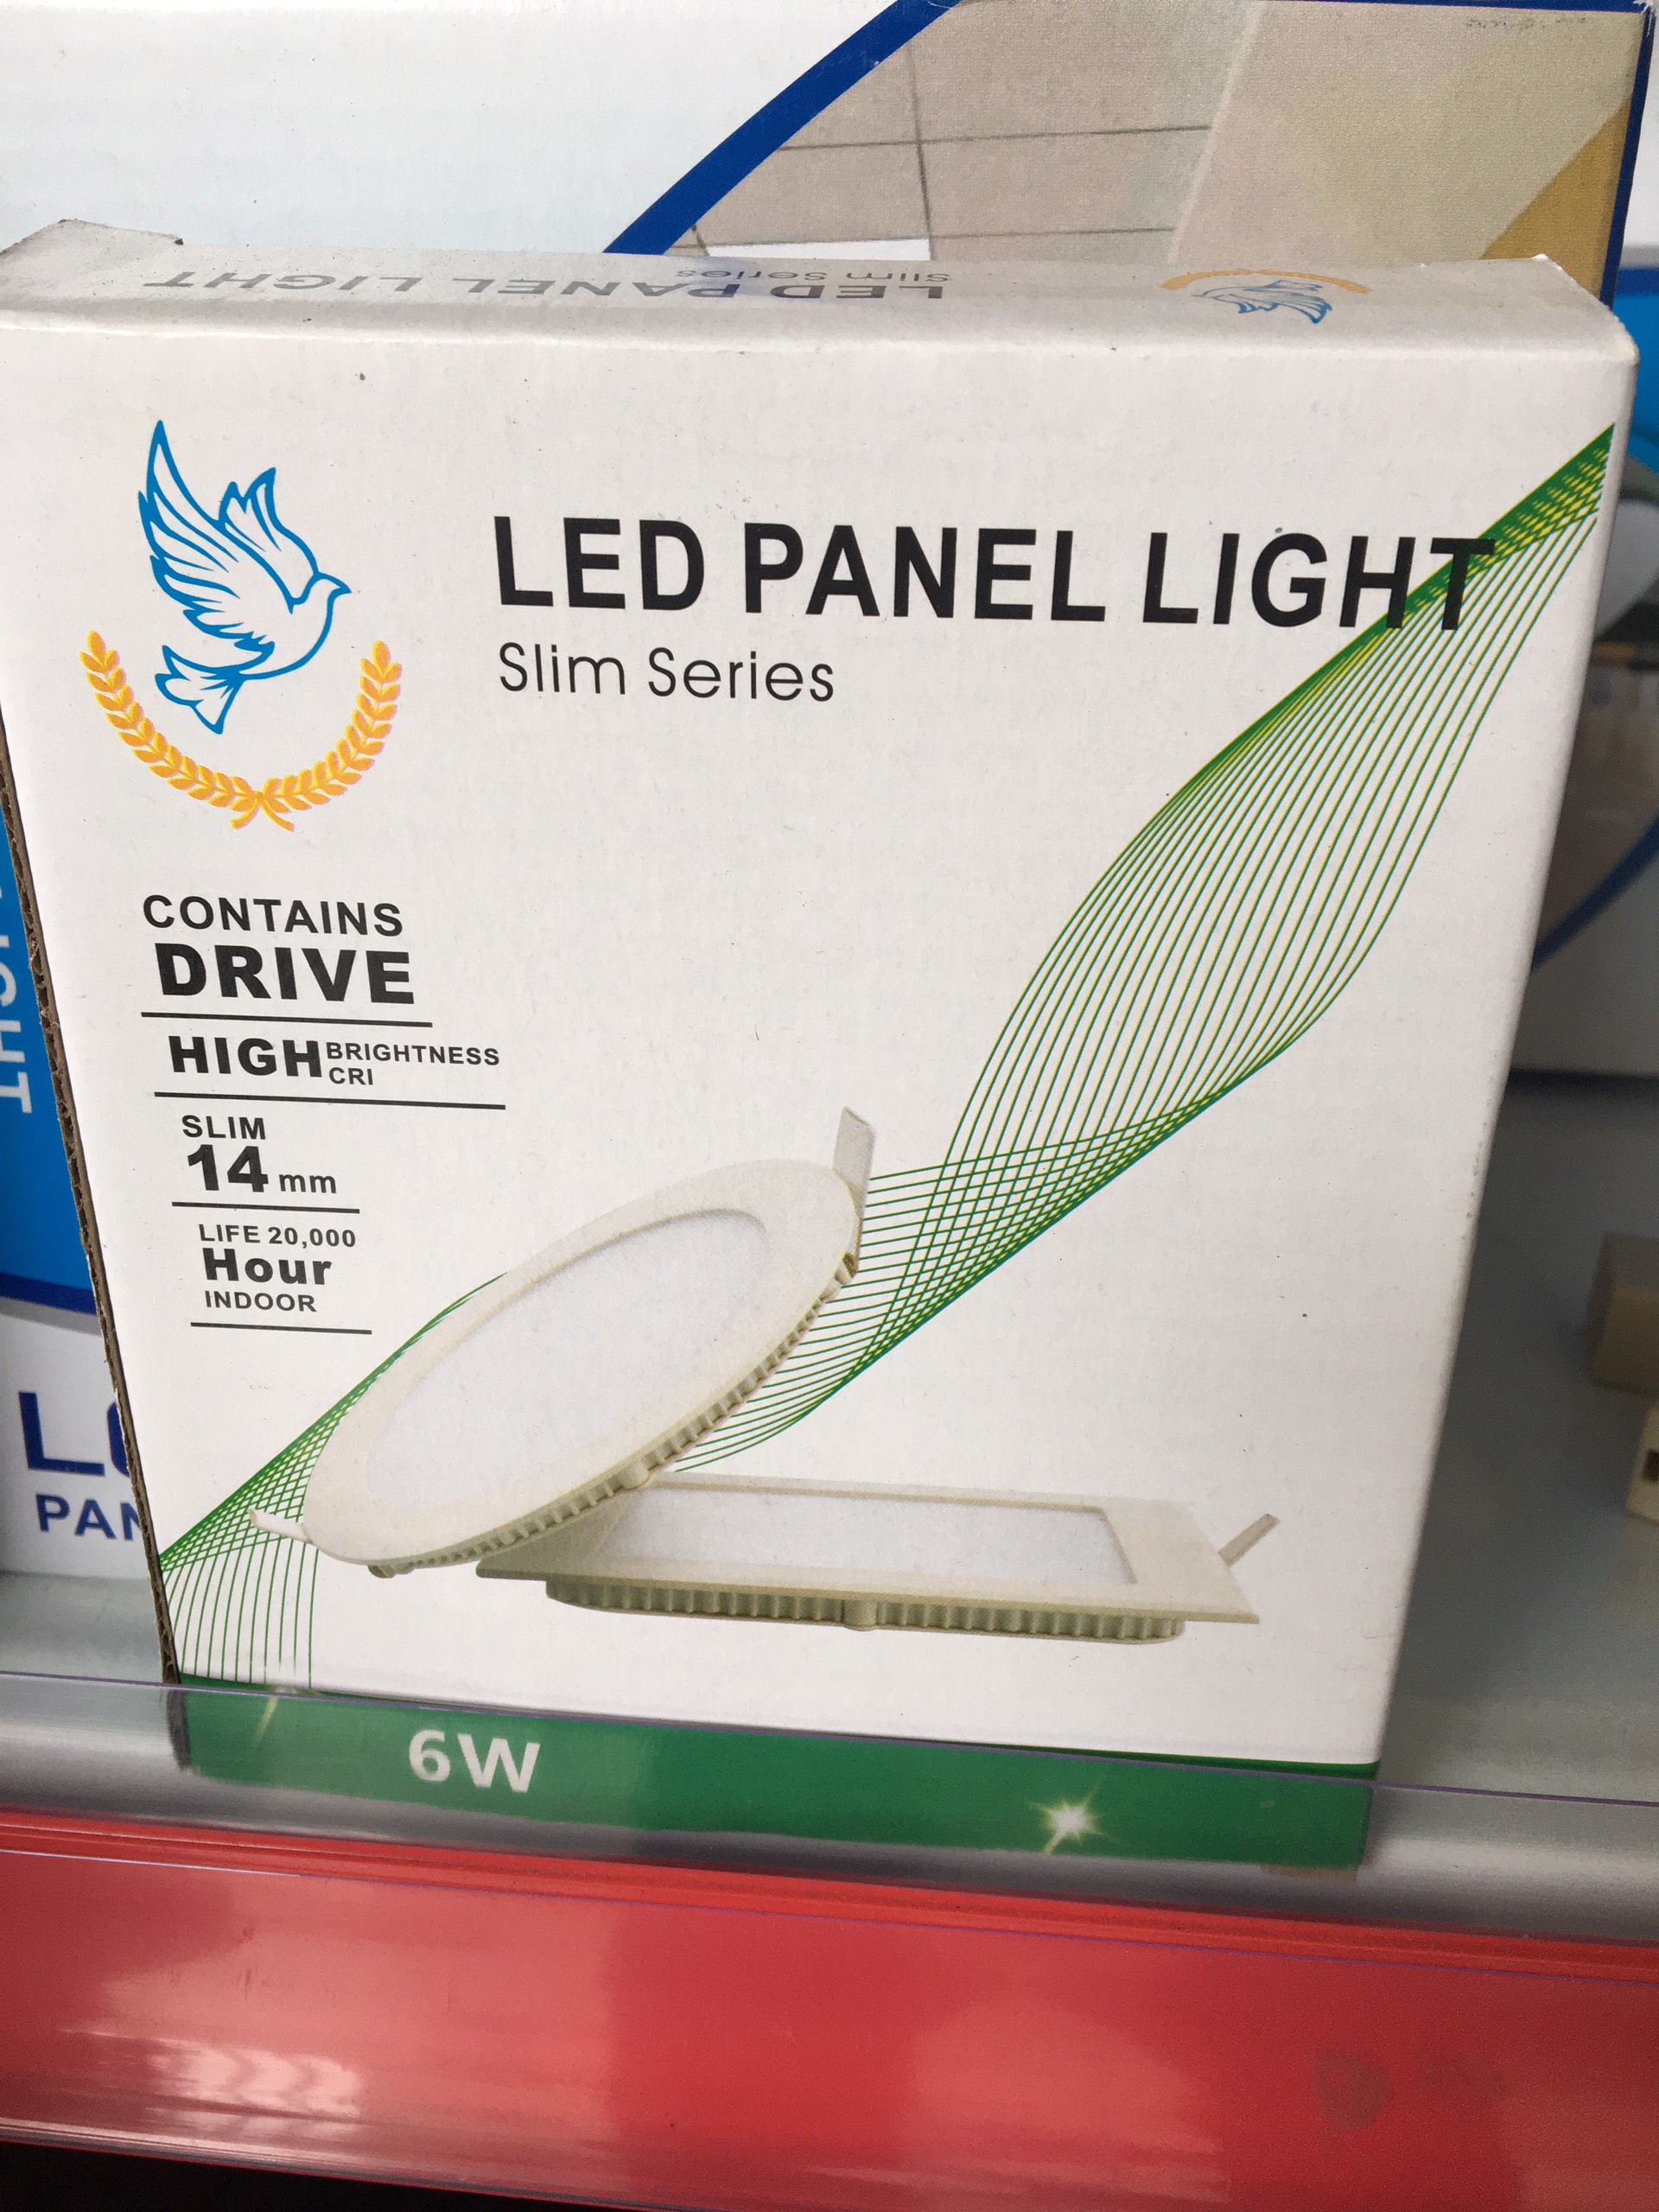 LED PANEL LIGHT
Slim Series
LED PANEL LIGHT
Slim Series
CONTAINS
DRIVE
HIGH BRIGHTNESS
CRI
SLIM
14 mm
LIFE 20,000
Hour
INDOOR
6W